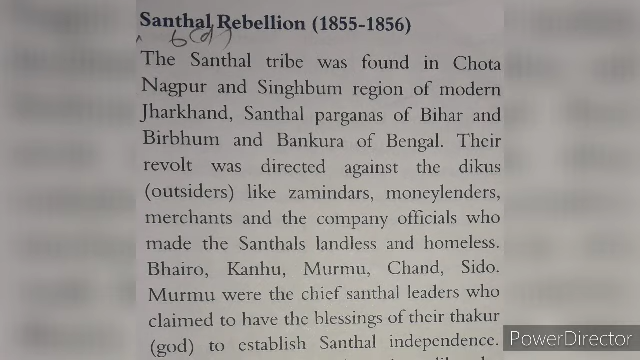 Santhal Rebellion (1855-1856)
6(d)
The Santhal tribe was found in Chota
Nagpur and Singhbum region of modern
Jharkhand, Santhal parganas of Bihar and
Birbhum and Bankura of Bengal. Their
revolt was directed against the dikus
(outsiders) like zamindars, moneylenders,
merchants and the company officials who
made the Santhals landless and homeless.
Bhairo, Kanhu, Murmu, Chand, Sido.
Murmu were the chief santhal leaders who
claimed to have the blessings of their thakur
(god) to establish Santhal independence.
PowerDirector